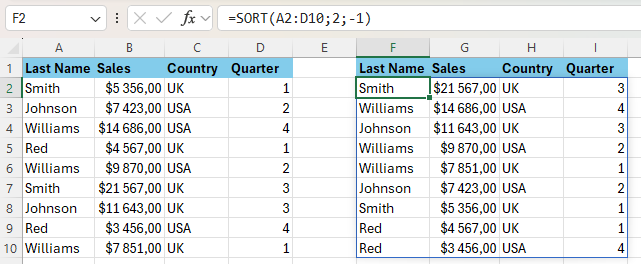 F2 fx =SORT(A2:D10;2;-1)
A B C D E F G H I
1 Last Name Sales Country Quarter Last Name Sales Country Quarter
2 Smith $5 356,00 UK 1 Smith $21 567,00 UK 3
3 Johnson $7 423,00 USA 2 Williams $14 686,00 USA 4
4 Williams $14 686,00 USA 4 Johnson $11 643,00 UK 3
5 Red $4 567,00 UK 1 Williams $9 870,00 USA 2
6 Williams $9 870,00 USA 2 Williams $7 851,00 UK 1
7 Smith $21 567,00 UK 3 Johnson $7 423,00 USA 2
8 Johnson $11 643,00 UK 3 Smith $5 356,00 UK 1
9 Red $3 456,00 USA 4 Red $4 567,00 UK 1
10 Williams $7 851,00 UK 1 Red $3 456,00 USA 4